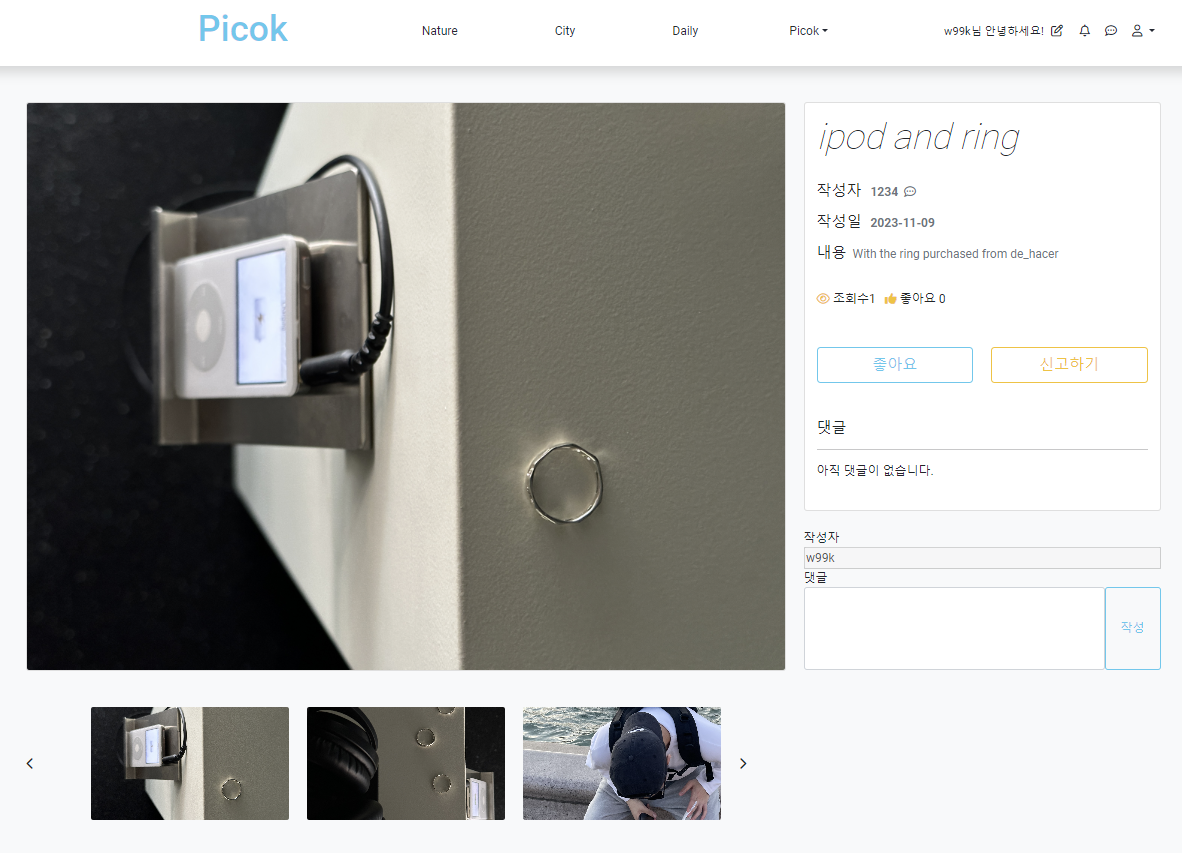 Picok
Nature
City
Daily
Picok
w99k님 안녕하세요!
ipod and ring
작성자 1234
작성일 2023-11-09
내용 With the ring purchased from de_hacer
조회수1 좋아요 0
좋아요
신고하기
댓글
아직 댓글이 없습니다.
작성자
w99k
댓글
작성